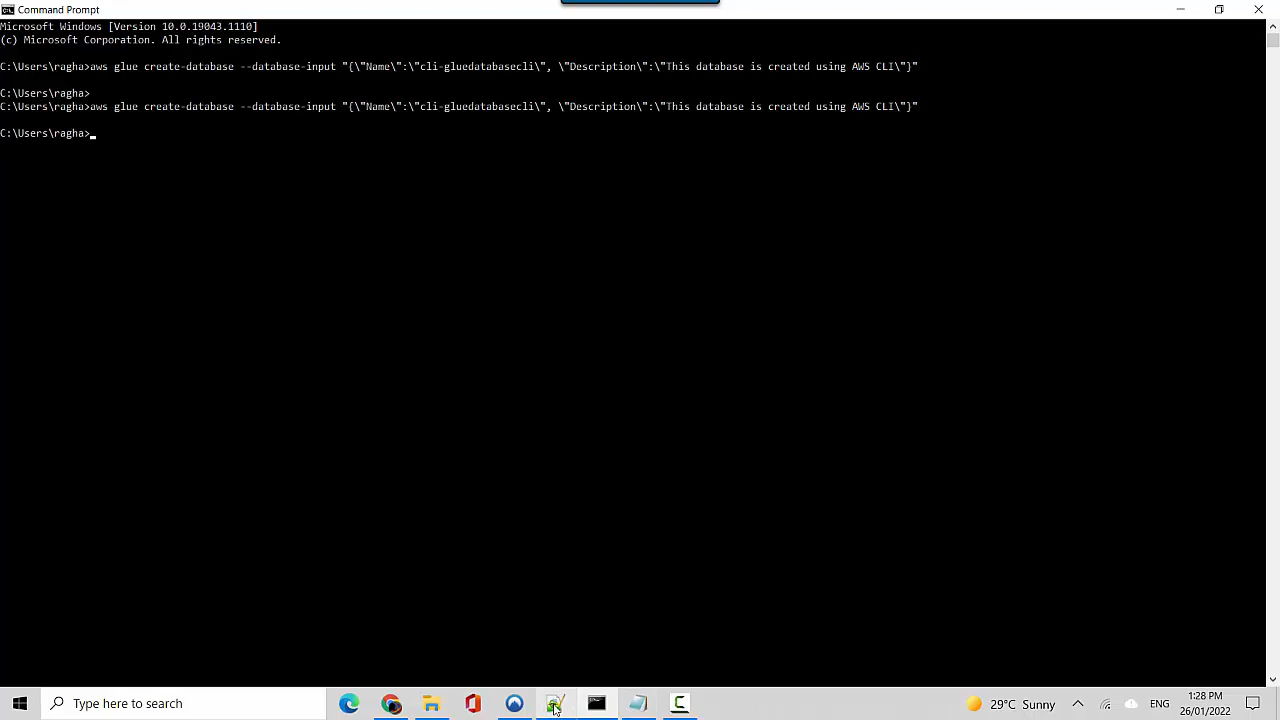 Command Prompt
Microsoft Windows [Version 10.0.19043.1110]
(c) Microsoft Corporation. All rights reserved.
C:\Users\ragha>aws glue create-database --database-input "{\"Name\":\"cli-gluedatabasecli\", \"Description\":\"This database is created using AWS CLI\"}"
C:\Users\ragha>
C:\Users\ragha>aws glue create-database --database-input "{\"Name\":\"cli-gluedatabasecli\", \"Description\":\"This database is created using AWS CLI\"}"
C:\Users\ragha>
Type here to search
29°C Sunny
ENG
1:28 PM
26/01/2022